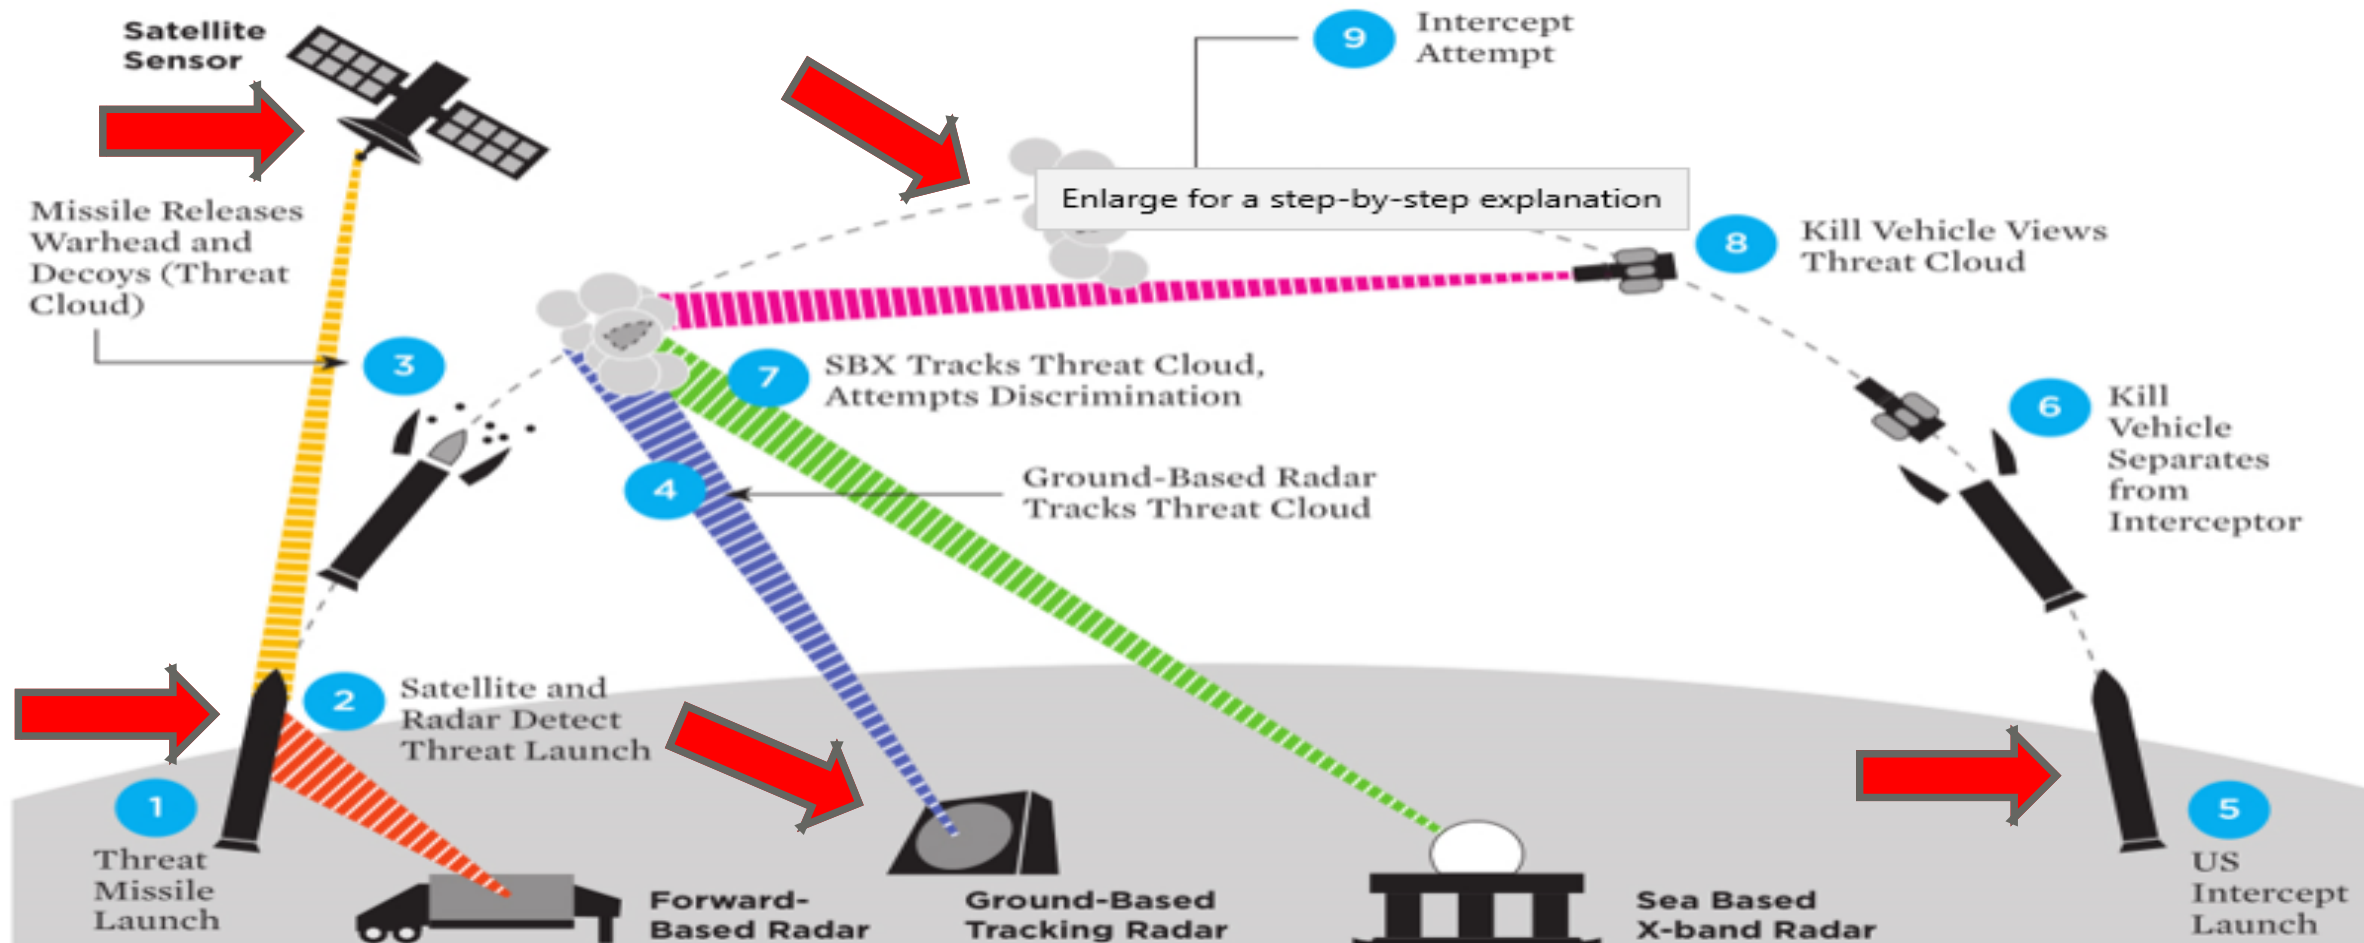 Satellite
Sensor
9
Intercept
Attempt
Enlarge for a step-by-step explanation
Missile Releases
Warhead and
Decoys (Threat
Cloud)
8
Kill Vehicle Views
Threat Cloud
3
7
SBX Tracks Threat Cloud,
Attempts Discrimination
6
Kill
Vehicle
Separates
from
Interceptor
4
Ground-Based Radar
Tracks Threat Cloud
2
Satellite and
Radar Detect
Threat Launch
1
Threat
Missile
Launch
5
US
Intercept
Launch
Forward-
Based Radar
Ground-Based
Tracking Radar
Sea Based
X-band Radar